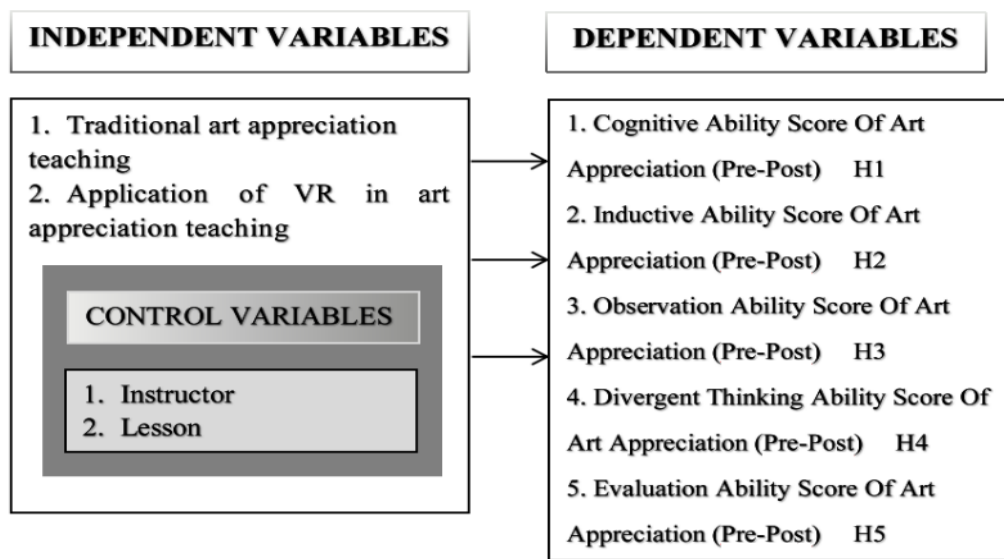 INDEPENDENT VARIABLES
1. Traditional art appreciation
teaching
2. Application of VR in art
appreciation teaching
CONTROL VARIABLES
1. Instructor
2. Lesson
DEPENDENT VARIABLES
1. Cognitive Ability Score Of Art
Appreciation (Pre-Post) H1
2. Inductive Ability Score Of Art
Appreciation (Pre-Post) H2
3. Observation Ability Score Of Art
Appreciation (Pre-Post) H3
4. Divergent Thinking Ability Score Of
Art Appreciation (Pre-Post) H4
5. Evaluation Ability Score Of Art
Appreciation (Pre-Post) H5